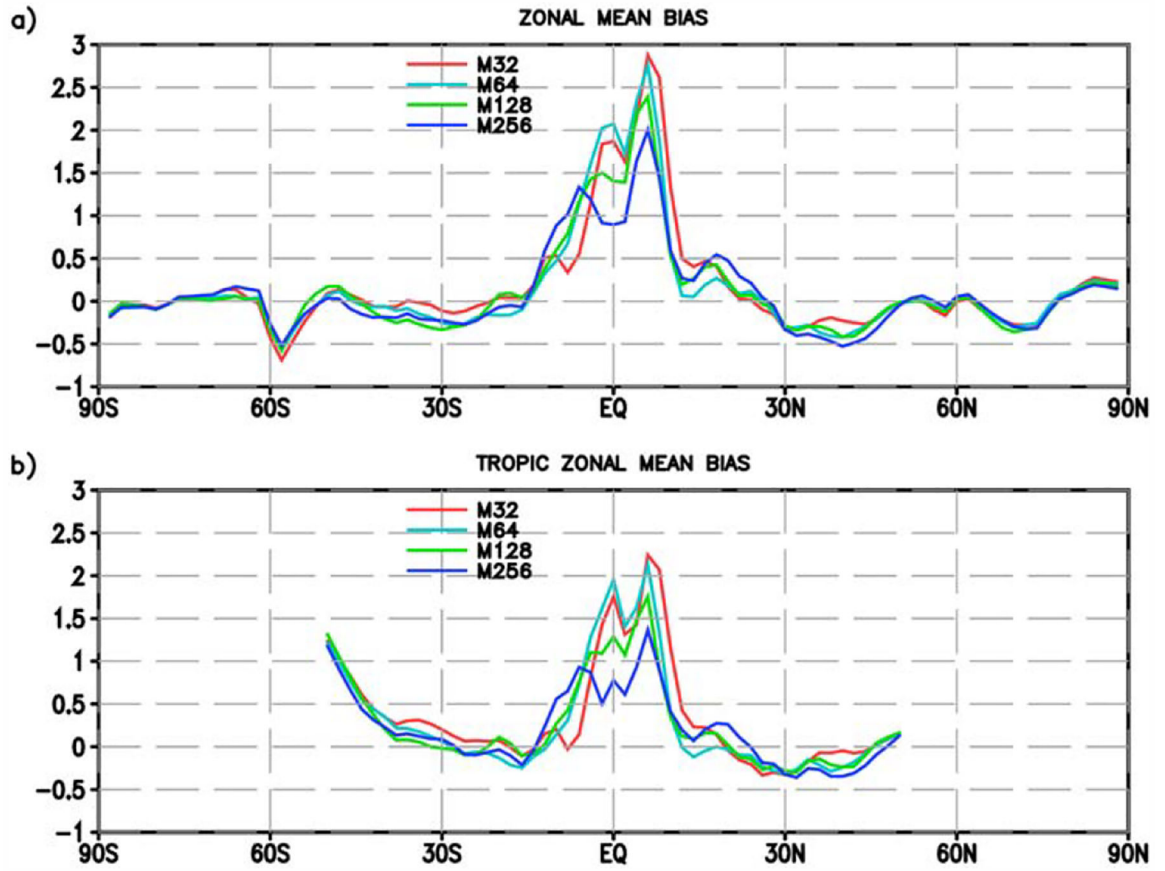 a)
ZONAL MEAN BIAS
3
2.5
2
1.5
1
0.5
0
−0.5
−1
M32
M64
M128
M256
90S 60S 30S EQ 30N 60N 90N
b)
TROPIC ZONAL MEAN BIAS
3
2.5
2
1.5
1
0.5
0
−0.5
−1
M32
M64
M128
M256
90S 60S 30S EQ 30N 60N 90N